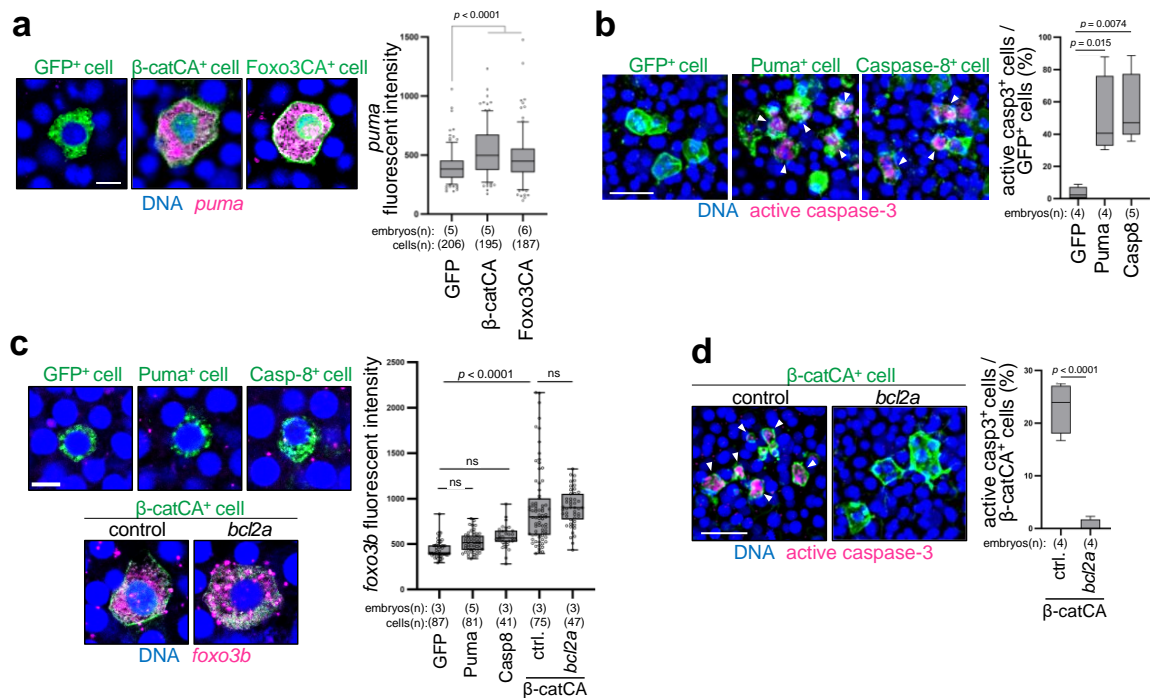 a
GFP⁺ cell β-catCA⁺ cell Foxo3CA⁺ cell
DNA puma
p < 0.0001
puma
fluorescent intensity
1500
1000
500
0
embryos(n): (5) (5) (6)
cells(n): (206) (195) (187)
GFP
β-catCA
Foxo3CA
b
GFP⁺ cell Puma⁺ cell Caspase-8⁺ cell
DNA active caspase-3
p = 0.0074
p = 0.015
active casp3⁺ cells /
GFP⁺ cells (%)
100
80
60
40
20
0
embryos(n): (4) (4) (5)
GFP
Puma
Casp8
c
GFP⁺ cell Puma⁺ cell Casp-8⁺ cell
β-catCA⁺ cell
control bcl2a
DNA foxo3b
foxo3b fluorescent intensity
2500
2000
1500
1000
500
0
p < 0.0001
ns
ns
ns
embryos(n): (3) (5) (3) (3) (3)
cells(n): (87) (81) (41) (75) (47)
GFP
Puma
Casp8
ctrl.
bcl2a
β-catCA
d
β-catCA⁺ cell
control bcl2a
DNA active caspase-3
p < 0.0001
active casp3⁺ cells /
β-catCA⁺ cells (%)
30
20
10
0
embryos(n): (4) (4)
ctrl.
bcl2a
β-catCA